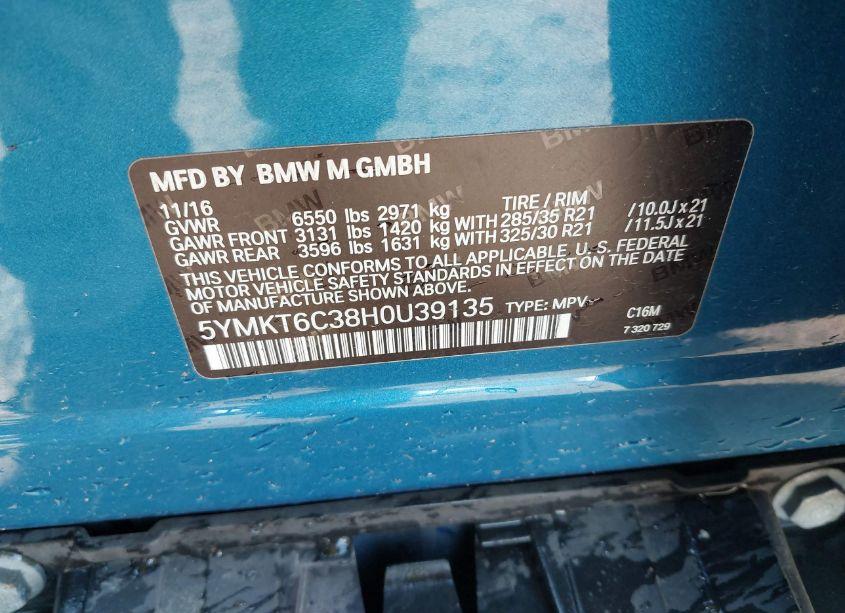 MFD BY BMW M GMBH
11/16 TIRE / RIM
GVWR 6550 lbs 2971 kg
GAWR FRONT 3131 lbs 1420 kg WITH 285/35 R21 /10.0J x 21
GAWR REAR 3596 lbs 1631 kg WITH 325/30 R21 /11.5J x 21
THIS VEHICLE CONFORMS TO ALL APPLICABLE, U. S. FEDERAL
MOTOR VEHICLE SAFETY STANDARDS IN EFFECT ON THE DATE
OF MANUFACTURE SHOWN ABOVE.
5YMKT6C38H0U39135 TYPE: MPV C16M
7 320 729